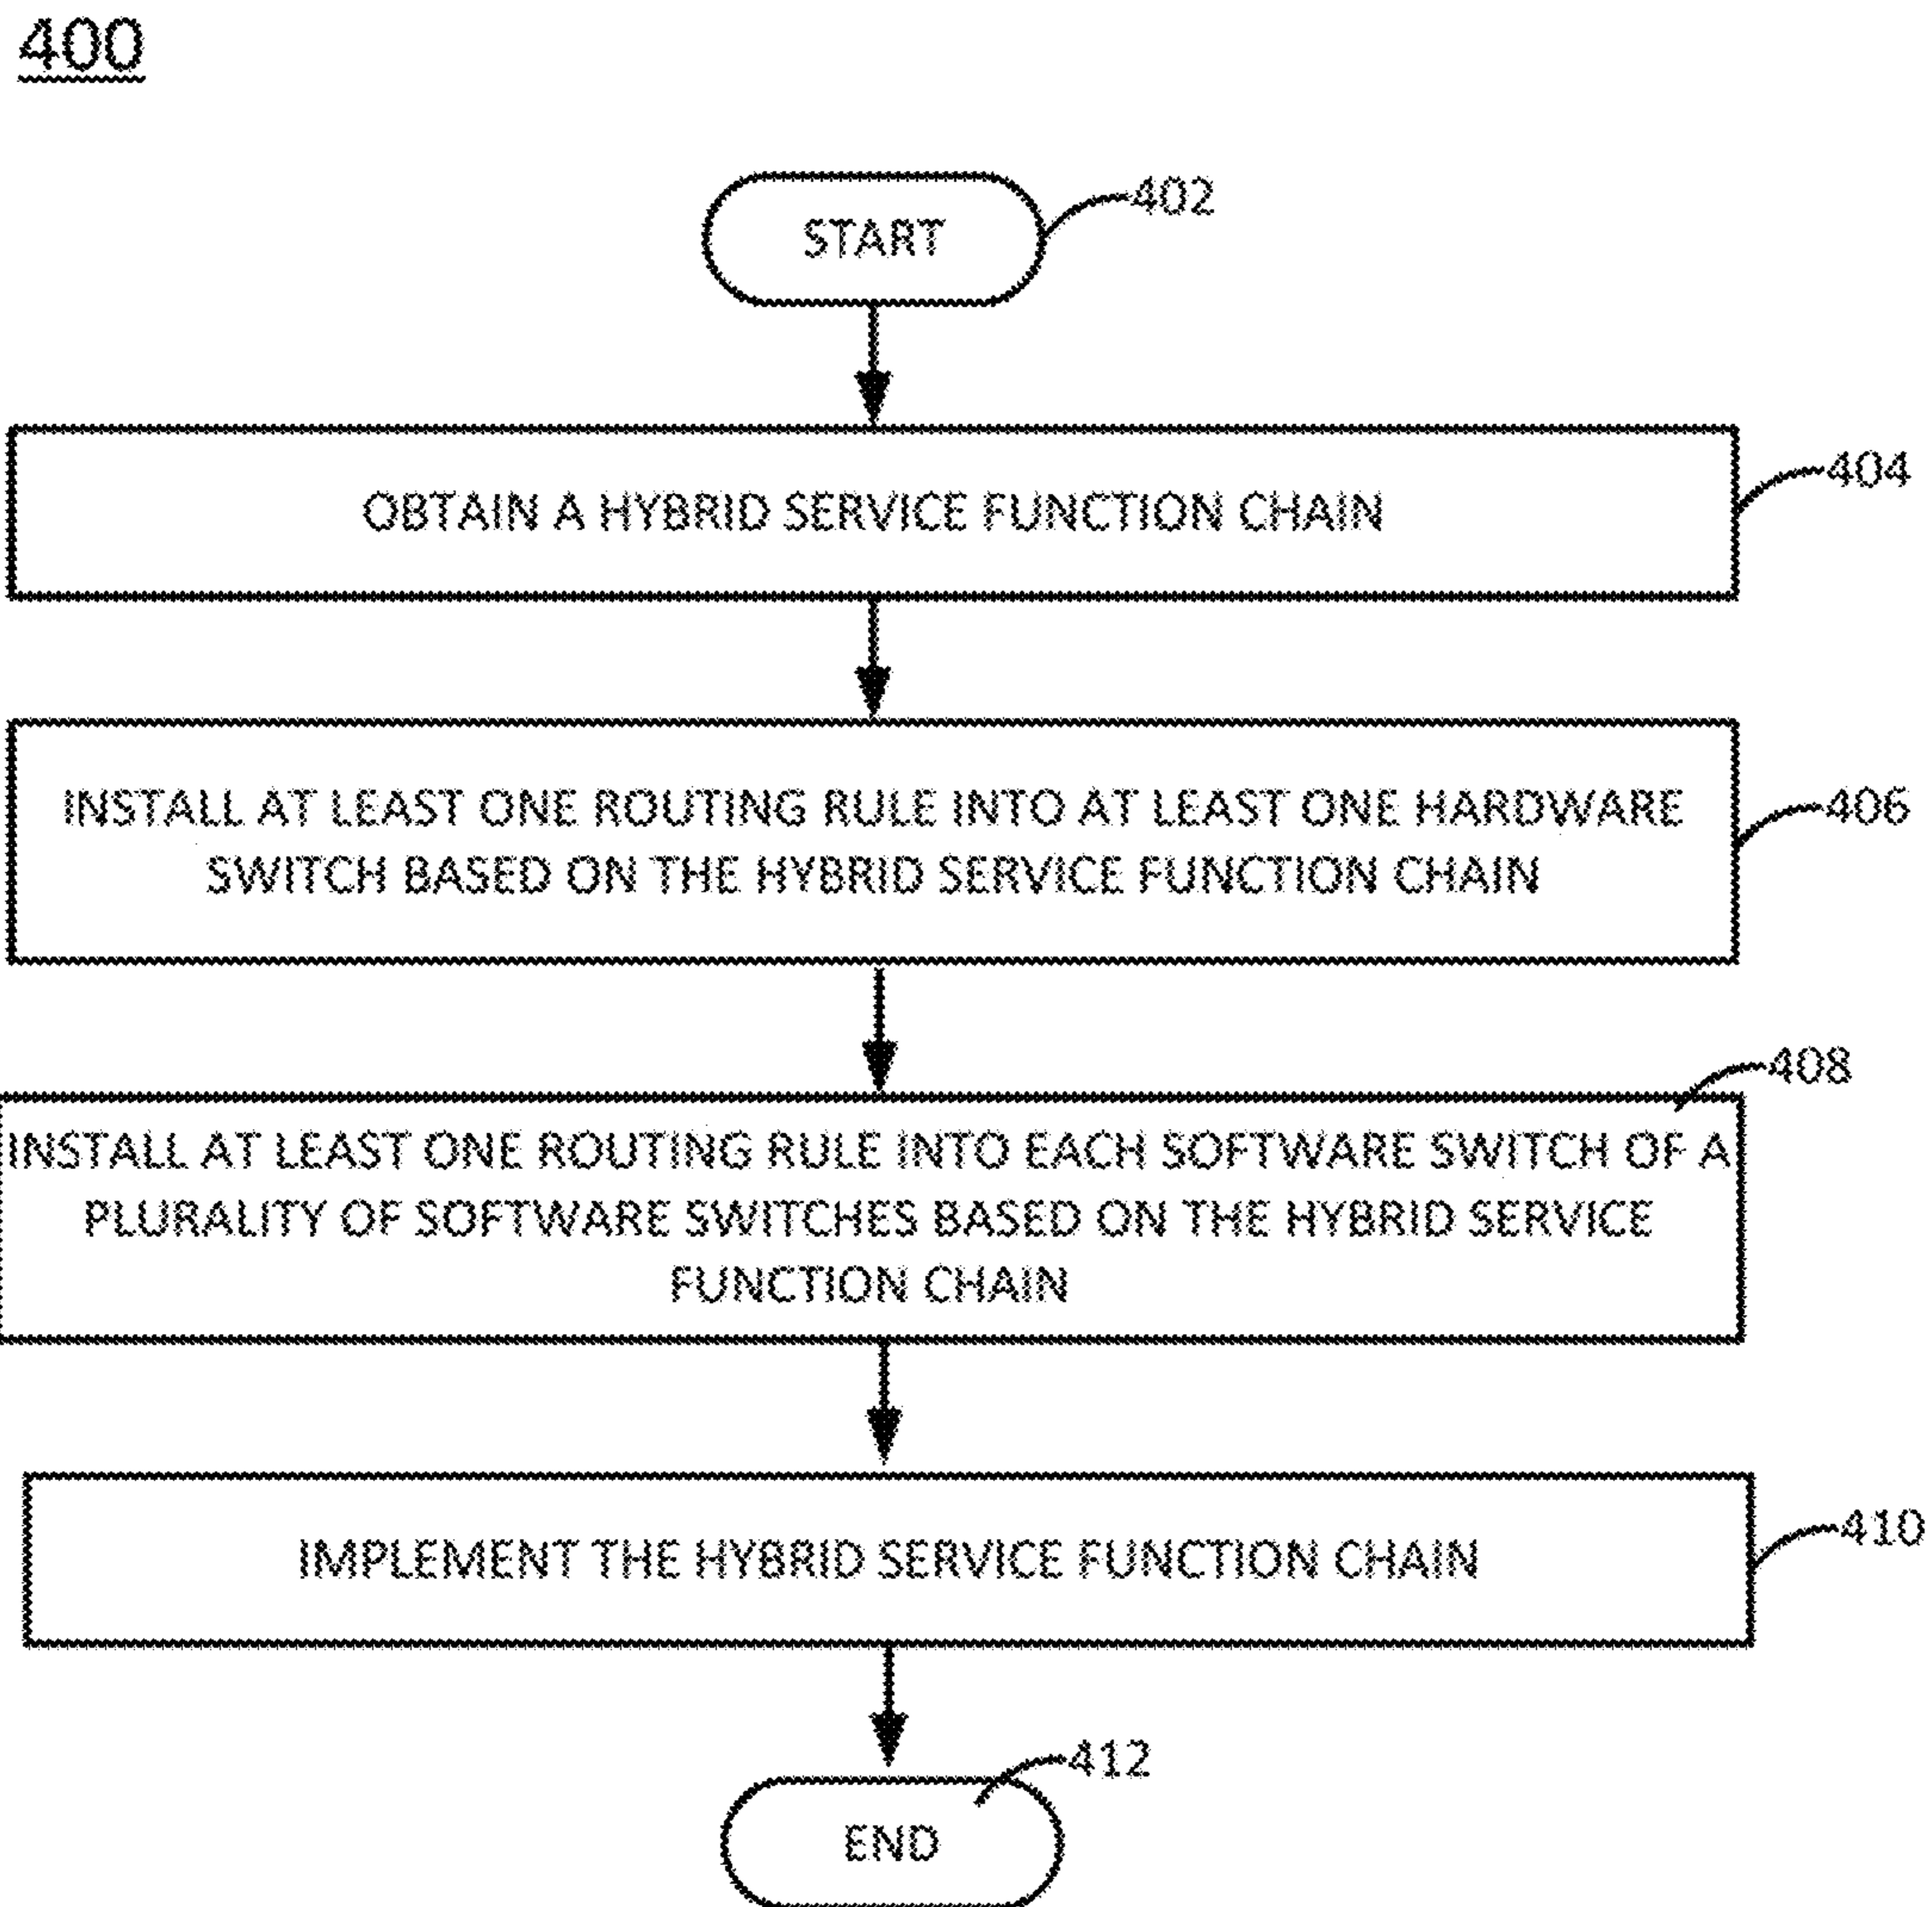 400
START
402
OBTAIN A HYBRID SERVICE FUNCTION CHAIN
404
INSTALL AT LEAST ONE ROUTING RULE INTO AT LEAST ONE HARDWARE
SWITCH BASED ON THE HYBRID SERVICE FUNCTION CHAIN
406
408
INSTALL AT LEAST ONE ROUTING RULE INTO EACH SOFTWARE SWITCH OF A
PLURALITY OF SOFTWARE SWITCHES BASED ON THE HYBRID SERVICE
FUNCTION CHAIN
IMPLEMENT THE HYBRID SERVICE FUNCTION CHAIN
410
412
END